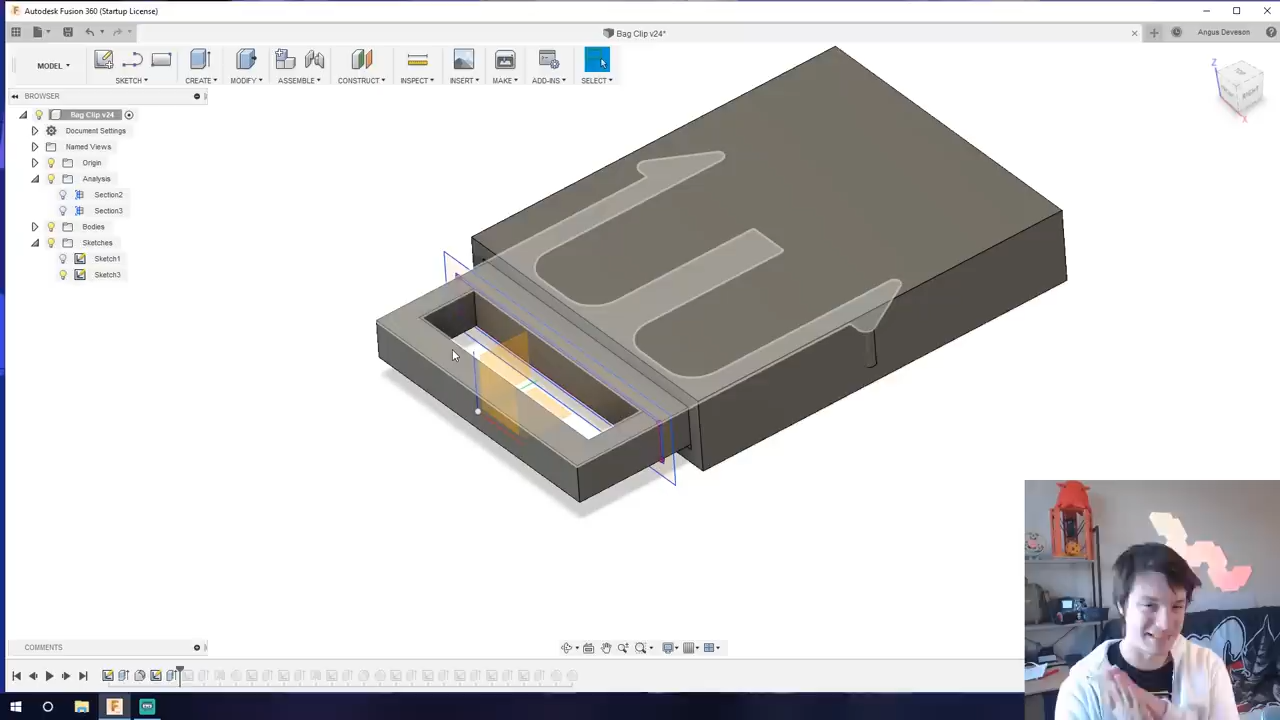 Autodesk Fusion 360 (Startup License)
Bag Clip v24*
Angus Deveson
MODEL
SKETCH
CREATE
MODIFY
ASSEMBLE
CONSTRUCT
INSPECT
INSERT
MAKE
ADD-INS
SELECT
BROWSER
Bag Clip v24
Document Settings
Named Views
Origin
Analysis
Section2
Section3
Bodies
Sketches
Sketch1
Sketch3
Z
X
COMMENTS